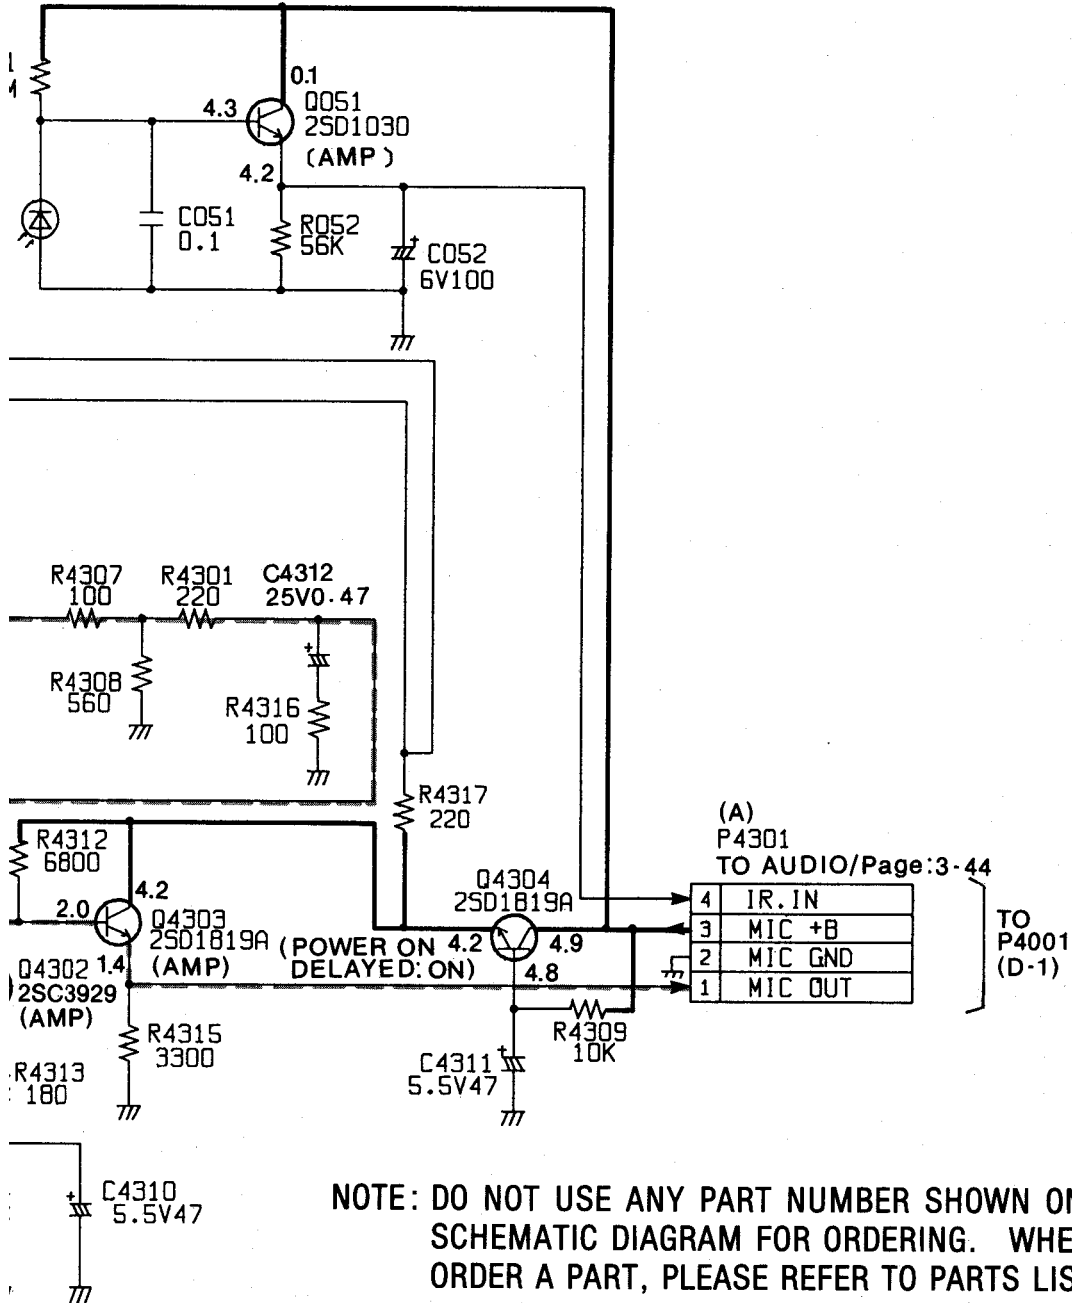 0.1
4.3
Q051
2SD1030
(AMP)
4.2
C051
0.1
R052
56K
+
C052
6V100
R4307
100
R4301
220
C4312
25V0.47
+
R4308
560
R4316
100
R4317
220
R4312
6800
4.2
2.0
Q4303
2SD1819A
(AMP)
1.4
Q4302
2SC3929
(AMP)
R4315
3300
R4313
180
(POWER ON
DELAYED:ON)
Q4304
2SD1819A
4.2
4.9
4.8
R4309
10K
+
C4311
5.5V47
(A)
P4301
TO AUDIO/Page:3-44
4 IR.IN
3 MIC +B
2 MIC GND
1 MIC OUT
TO
P4001
(D-1)
+
C4310
5.5V47
NOTE: DO NOT USE ANY PART NUMBER SHOWN ON
SCHEMATIC DIAGRAM FOR ORDERING. WHE
ORDER A PART, PLEASE REFER TO PARTS LIS